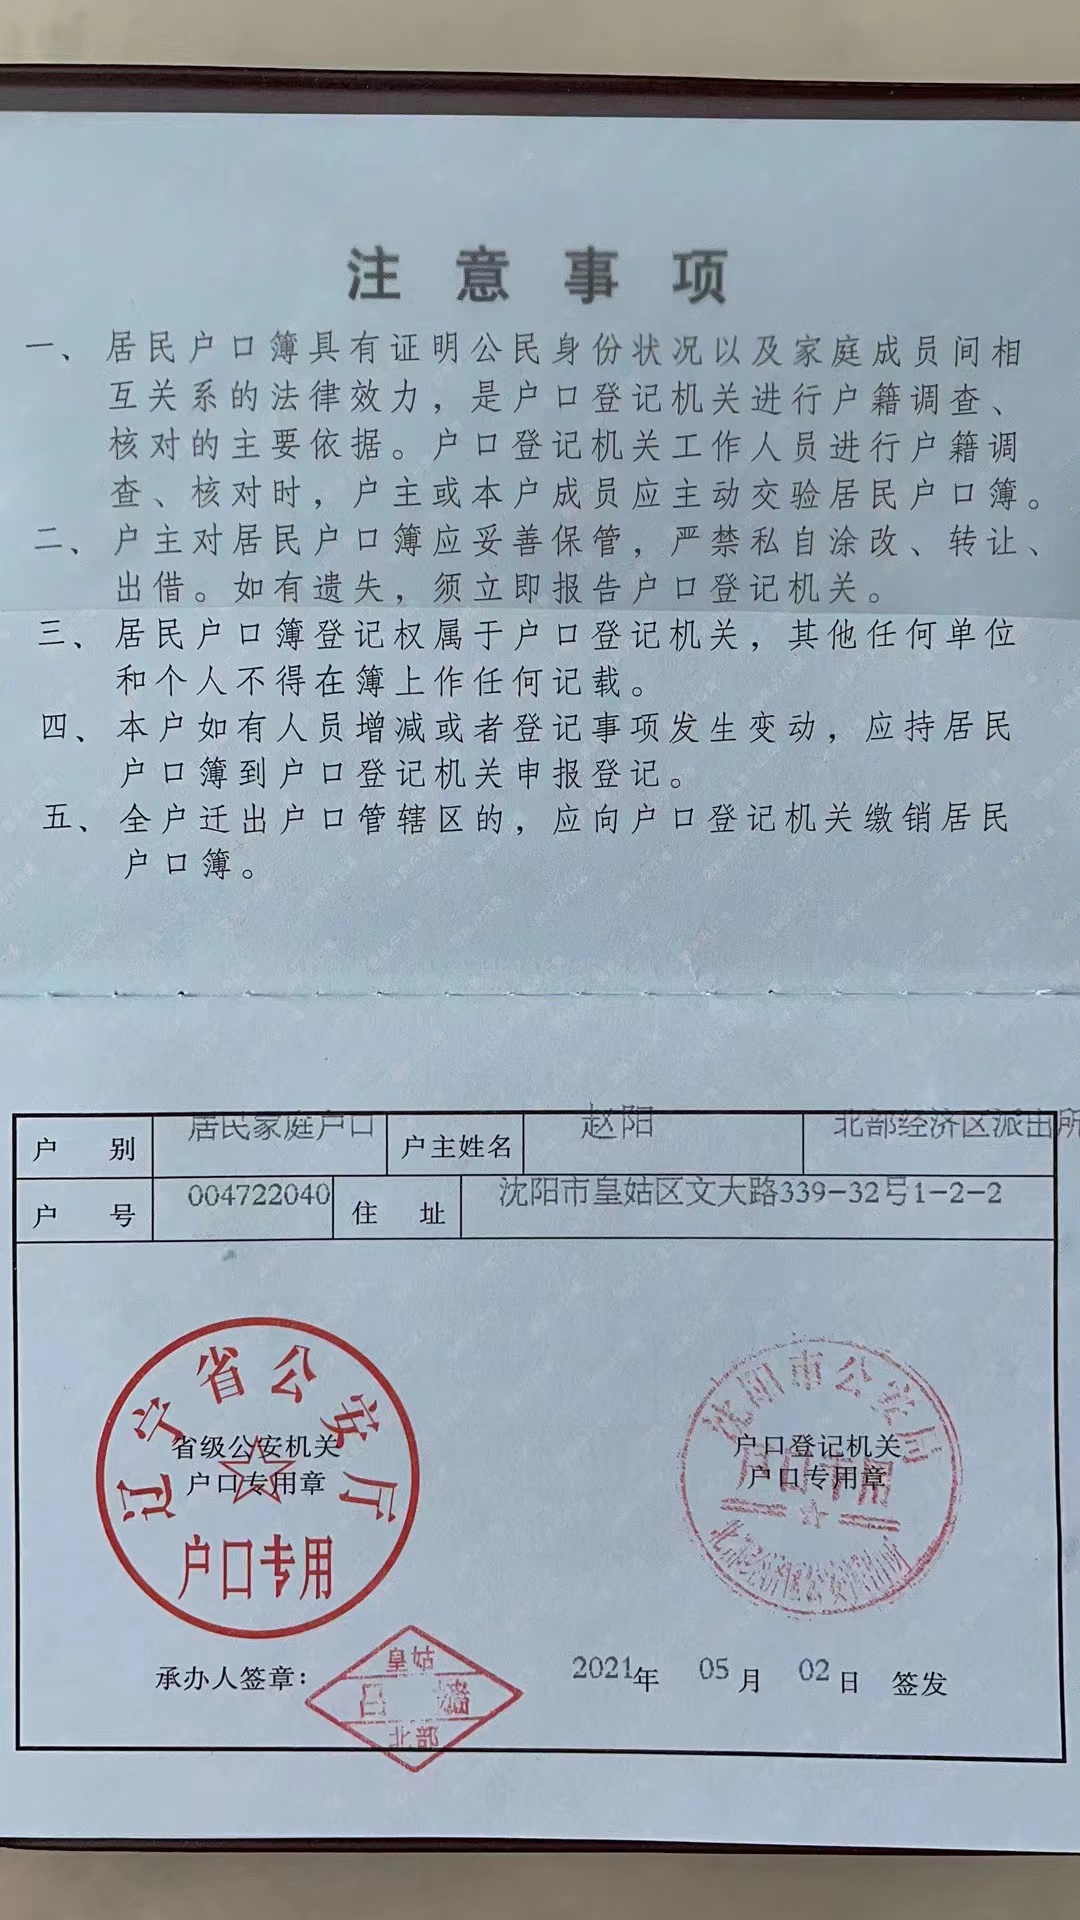 注意事项
一、居民户口簿具有证明公民身份状况以及家庭成员间相
互关系的法律效力，是户口登记机关进行户籍调查、
核对的主要依据。户口登记机关工作人员进行户籍调
查、核对时，户主或本户成员应主动交验居民户口簿。
二、户主对居民户口簿应妥善保管，严禁私自涂改、转让、
出借。如有遗失，须立即报告户口登记机关。
三、居民户口簿登记权属于户口登记机关，其他任何单位
和个人不得在簿上作任何记载。
四、本户如有人员增减或者登记事项发生变动，应持居民
户口簿到户口登记机关申报登记。
五、全户迁出户口管辖区的，应向户口登记机关缴销居民
户口簿。
户别 居民家庭户口 户主姓名 赵阳 北部经济区派出所
户号 004722040 住址 沈阳市皇姑区文大路339-32号1-2-2
辽宁省公安厅
省级公安机关
户口专用章
户口专用
沈阳市公安局
户口登记机关
户口专用章
户口专用
北部经济区公安派出所
承办人签章：
皇姑
吕
北部
2021年 05月 02日 签发